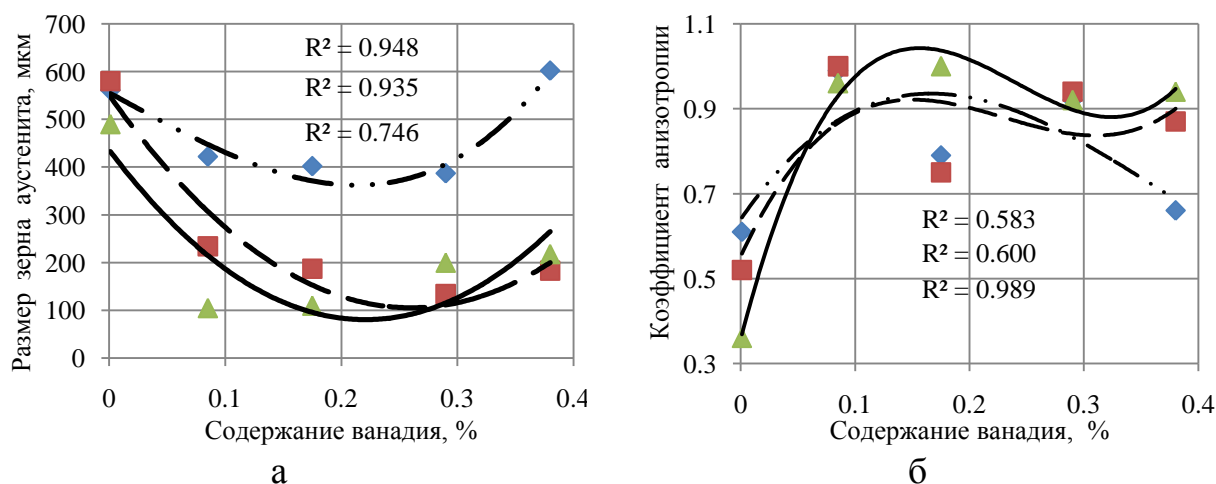 Размер зерна аустенита, мкм
700
600
500
400
300
200
100
0
R² = 0.948
R² = 0.935
R² = 0.746
0 0.1 0.2 0.3 0.4
Содержание ванадия, %
а
Коэффициент анизотропии
1.1
0.9
0.7
0.5
0.3
R² = 0.583
R² = 0.600
R² = 0.989
0 0.1 0.2 0.3 0.4
Содержание ванадия, %
б